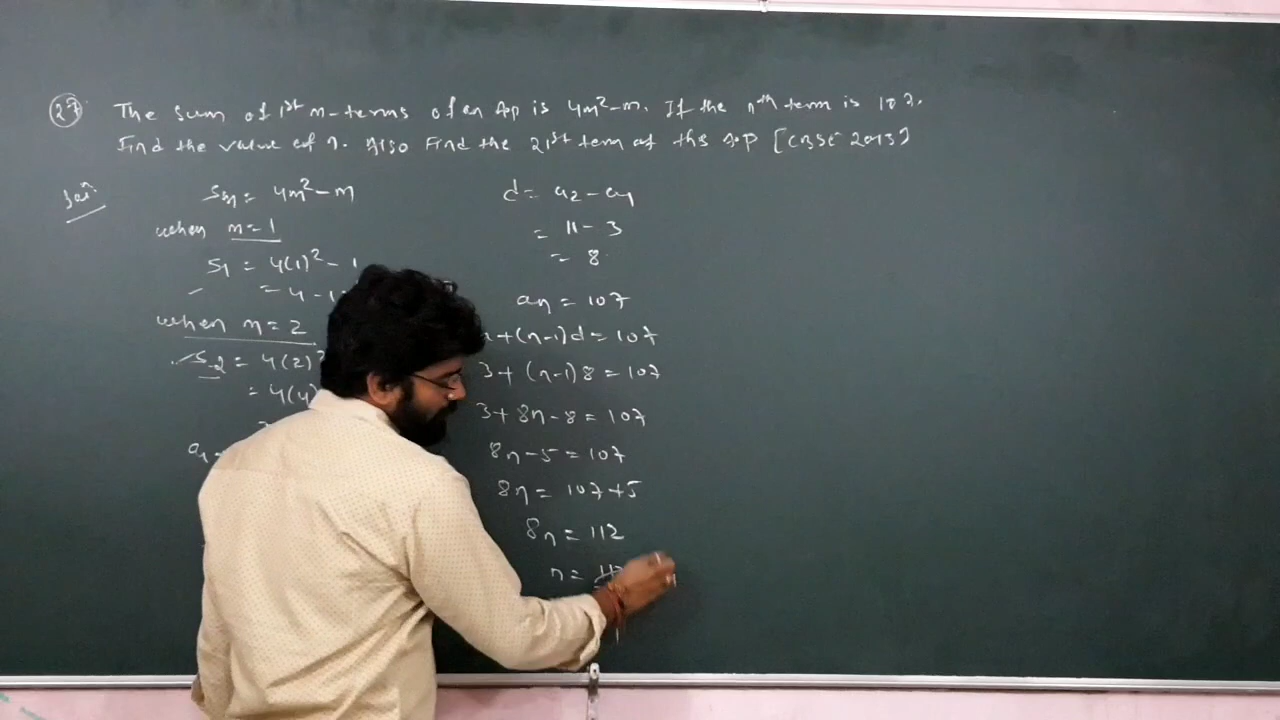 (27) The sum of 1st m-terms of an Ap is 4m²-m. If the nth term is 107.
Find the value of n. Also Find the 21st term of this A.p [CBSE 2013]
Sol:
Sm = 4m² - m
when m = 1
S1 = 4(1)² - 1
= 4 - 1
when m = 2
S2 = 4(2)
= 4(4)
a1
d = a2 - a1
= 11 - 3
= 8
an = 107
+(n-1)d = 107
3 + (n-1)8 = 107
3 + 8n - 8 = 107
8n - 5 = 107
8n = 107 + 5
8n = 112
n =